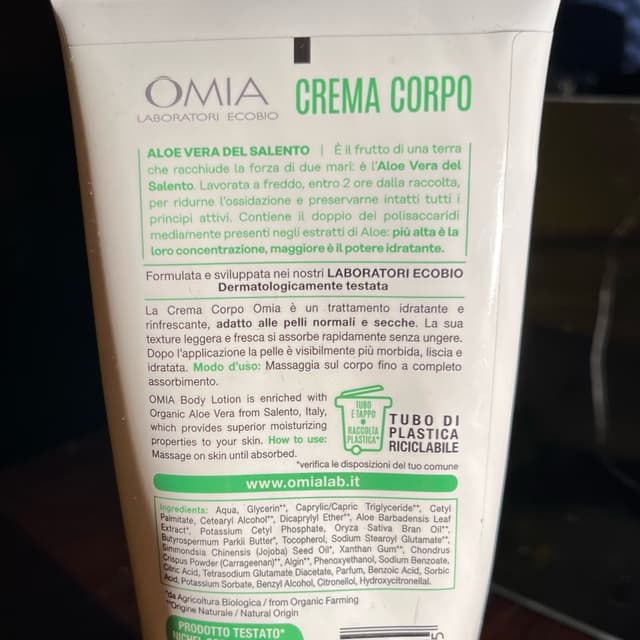 OMIA
LABORATORI ECOBIO
CREMA CORPO
ALOE VERA DEL SALENTO | È il frutto di una terra
che racchiude la forza di due mari: è l'Aloe Vera del
Salento. Lavorata a freddo, entro 2 ore dalla raccolta,
per ridurne l'ossidazione e preservarne intatti tutti i
principi attivi. Contiene il doppio dei polisaccaridi
mediamente presenti negli estratti di Aloe: più alta è la
loro concentrazione, maggiore è il potere idratante.
Formulata e sviluppata nei nostri LABORATORI ECOBIO
Dermatologicamente testata
La Crema Corpo Omia è un trattamento idratante e
rinfrescante, adatto alle pelli normali e secche. La sua
texture leggera e fresca si assorbe rapidamente senza ungere.
Dopo l'applicazione la pelle è visibilmente più morbida, liscia e
idratata. Modo d'uso: Massaggia sul corpo fino a completo
assorbimento.
OMIA Body Lotion is enriched with
Organic Aloe Vera from Salento, Italy,
which provides superior moisturizing
properties to your skin. How to use:
Massage on skin until absorbed.
TUBO
E TAPPO
RACCOLTA
PLASTICA*
TUBO DI
PLASTICA
RICICLABILE
*verifica le disposizioni del tuo comune
www.omialab.it
Ingredients: Aqua, Glycerin**, Caprylic/Capric Triglyceride**, Cetyl
Palmitate, Cetearyl Alcohol**, Dicaprylyl Ether**, Aloe Barbadensis Leaf
Extract*, Potassium Cetyl Phosphate, Oryza Sativa Bran Oil**,
Butyrospermum Parkii Butter*, Tocopherol, Sodium Stearoyl Glutamate**,
Simmondsia Chinensis (Jojoba) Seed Oil*, Xanthan Gum**, Chondrus
Crispus Powder (Carrageenan)**, Algin**, Phenoxyethanol, Sodium Benzoate,
Citric Acid, Tetrasodium Glutamate Diacetate, Parfum, Benzoic Acid, Sorbic
Acid, Potassium Sorbate, Benzyl Alcohol, Citronellol, Hydroxycitronellal.
*da Agricoltura Biologica / from Organic Farming
**Origine Naturale / Natural Origin
PRODOTTO TESTATO*
5